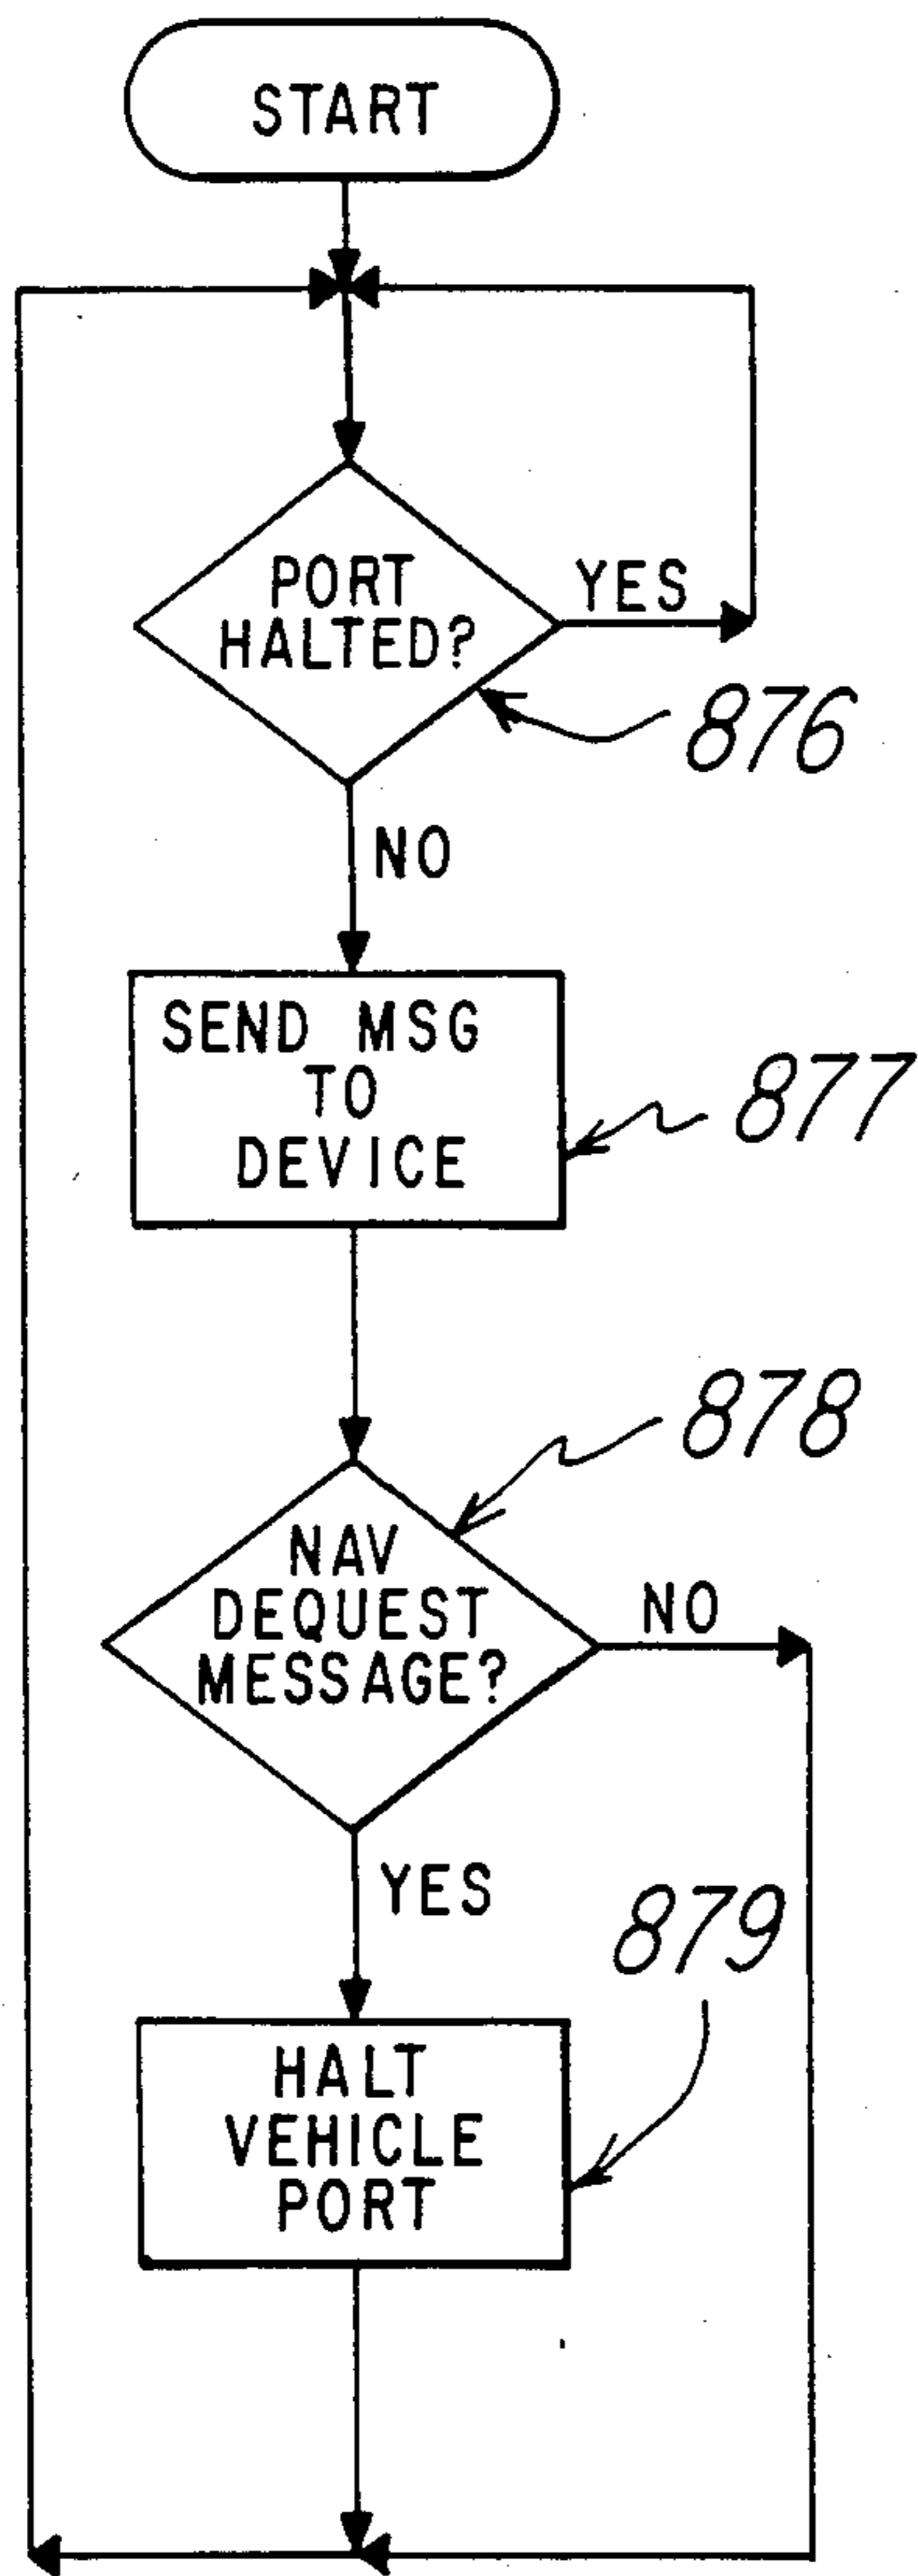 START
PORT
HALTED?
YES
876
NO
SEND MSG
TO
DEVICE
877
878
NAV
DEQUEST
MESSAGE?
NO
YES
879
HALT
VEHICLE
PORT